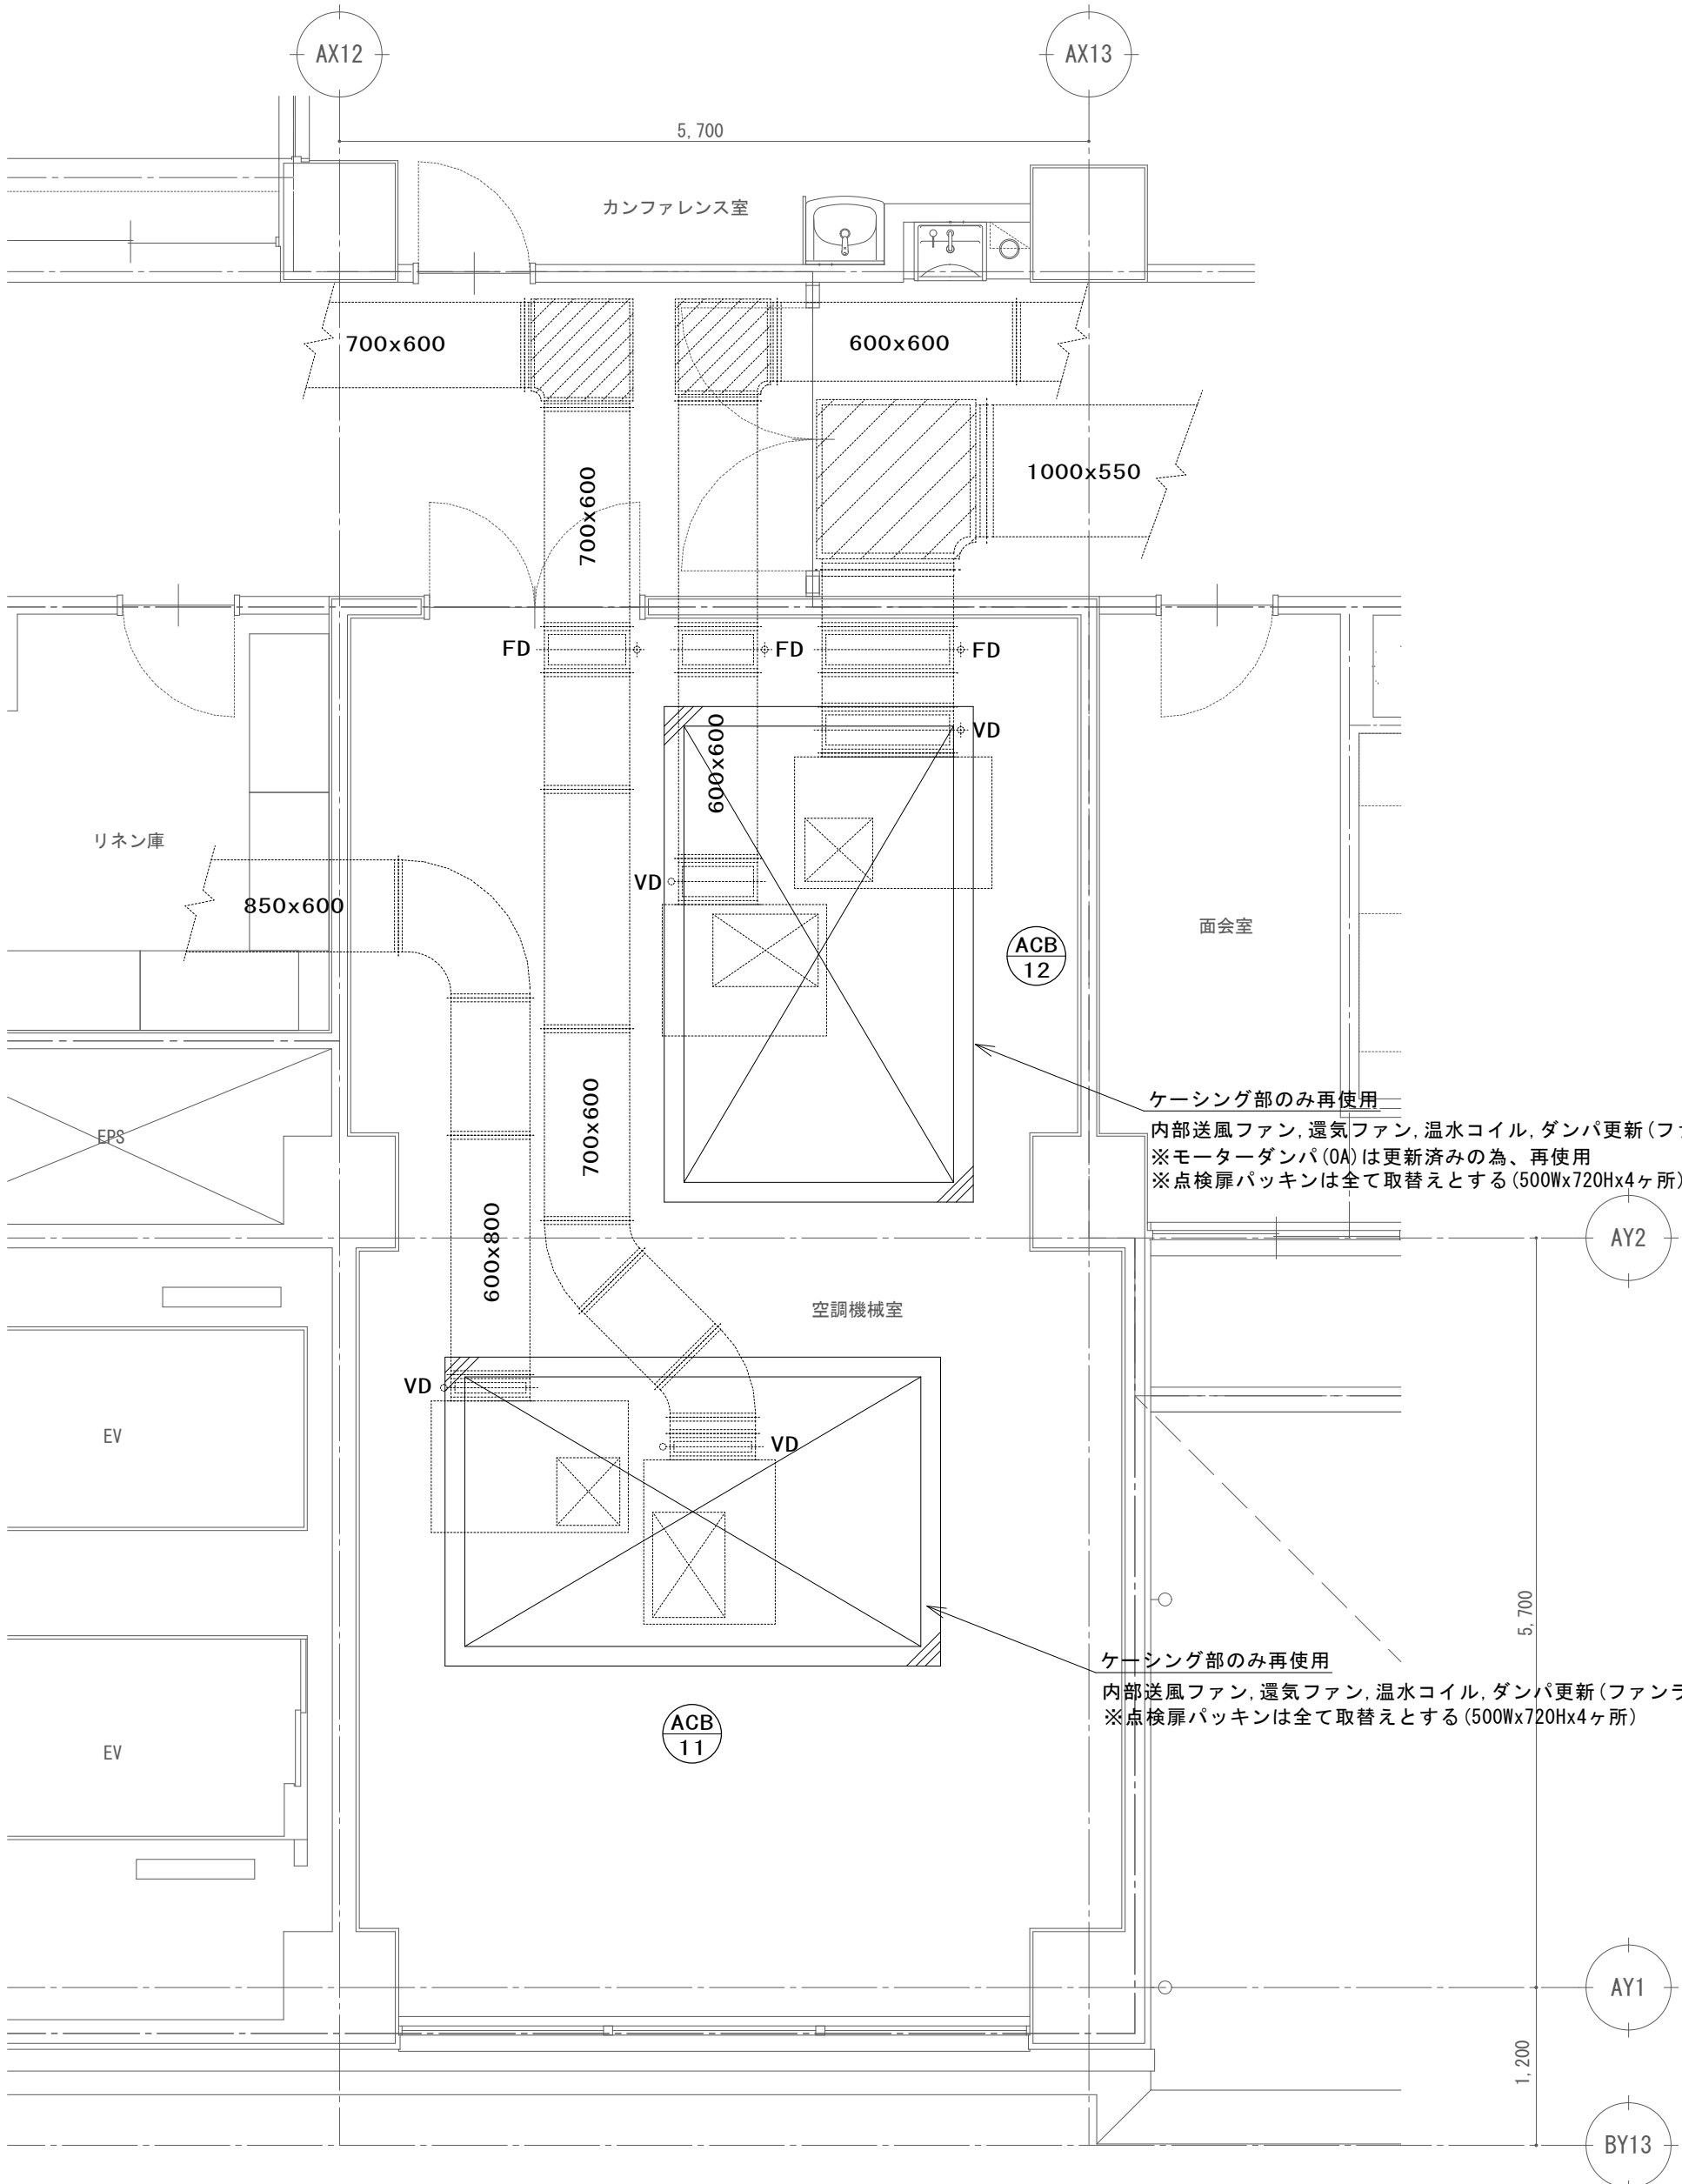 AX12
AX13
5,700
カンファレンス室
700x600
600x600
1000x550
700x600
FD
FD
FD
VD
600x600
リネン庫
VD
850x600
面会室
ACB
12
ケーシング部のみ再使用
内部送風ファン,還気ファン,温水コイル,ダンパ更新(ファ
※モーターダンパ(OA)は更新済みの為、再使用
※点検扉パッキンは全て取替えとする(500Wx720Hx4ヶ所)
EPS
700x600
AY2
600x800
空調機械室
VD
VD
EV
5,700
ケーシング部のみ再使用
内部送風ファン,還気ファン,温水コイル,ダンパ更新(ファンラ
※点検扉パッキンは全て取替えとする(500Wx720Hx4ヶ所)
ACB
11
EV
AY1
1,200
BY13